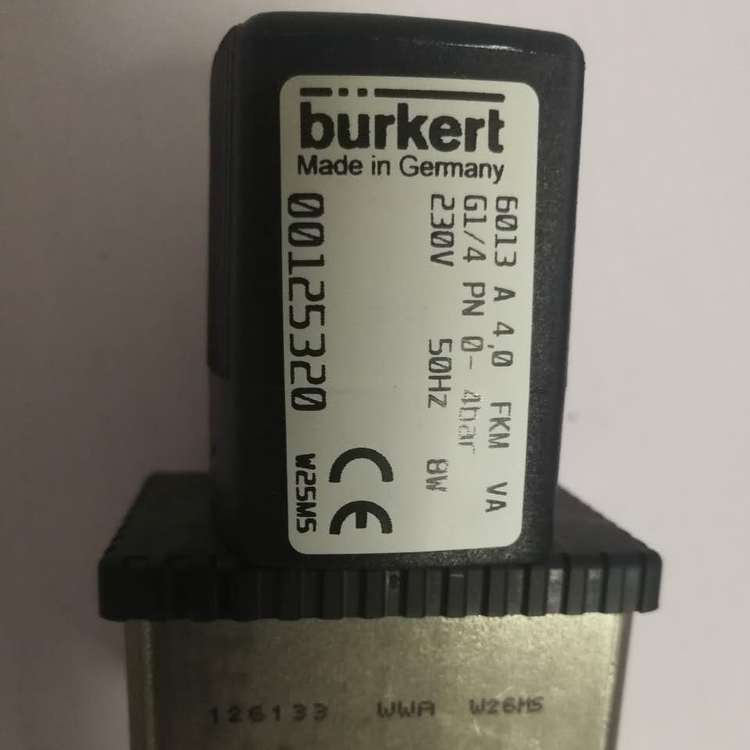 bürkert
Made in Germany
6013 A 4,0 FKM VA
G1/4 PN 0- 4bar
230V 50Hz 8W
00125320
W25MS
CE
126133 WWA W26MS